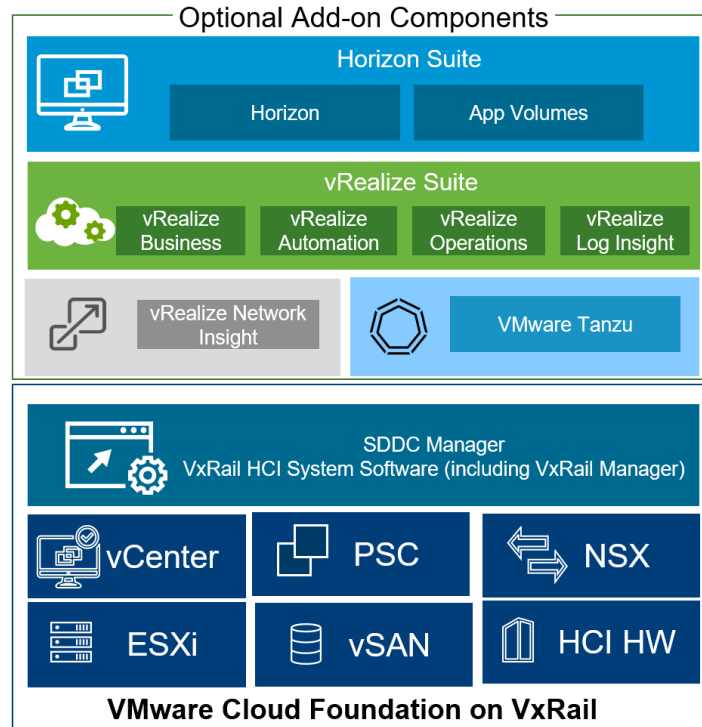 Optional Add-on Components
Horizon Suite
Horizon
App Volumes
vRealize Suite
vRealize
Business
vRealize
Automation
vRealize
Operations
vRealize
Log Insight
vRealize Network
Insight
VMware Tanzu
SDDC Manager
VxRail HCI System Software (including VxRail Manager)
vCenter
PSC
NSX
ESXi
vSAN
HCI HW
VMware Cloud Foundation on VxRail